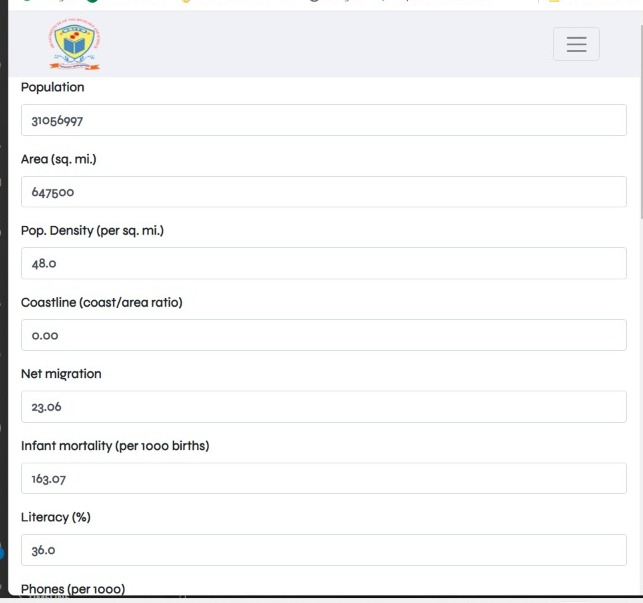 Population
31056997
Area (sq. mi.)
647500
Pop. Density (per sq. mi.)
48.0
Coastline (coast/area ratio)
0.00
Net migration
23.06
Infant mortality (per 1000 births)
163.07
Literacy (%)
36.0
Phones (per 1000)